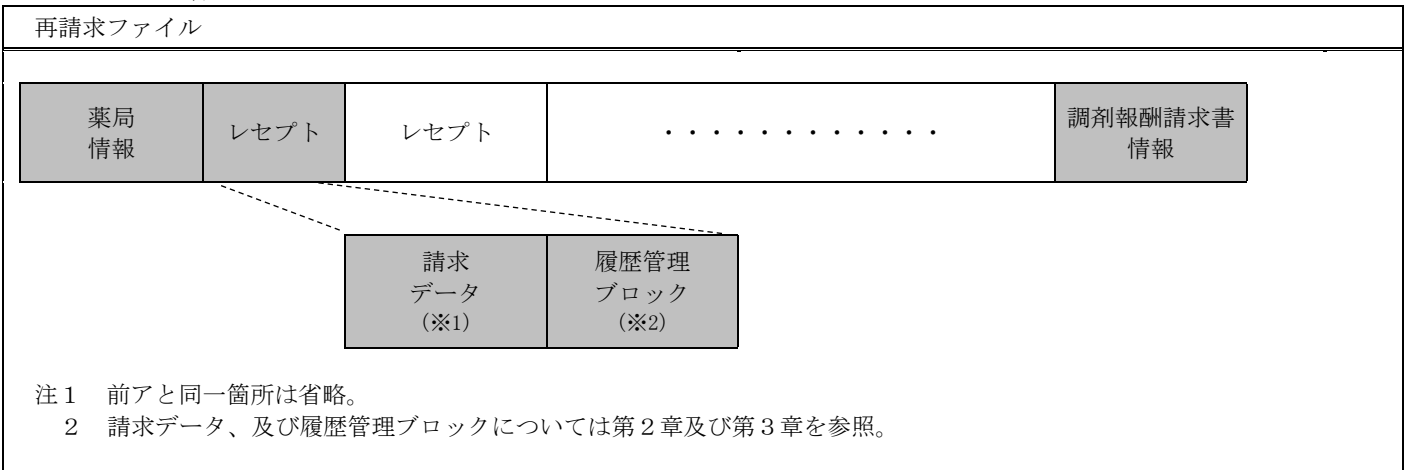 再請求ファイル
薬局
情報
レセプト
レセプト
・・・・・・・・・・・・
調剤報酬請求書
情報
請求
データ
(※1)
履歴管理
ブロック
(※2)
注１　前アと同一箇所は省略。
２　請求データ、及び履歴管理ブロックについては第２章及び第３章を参照。